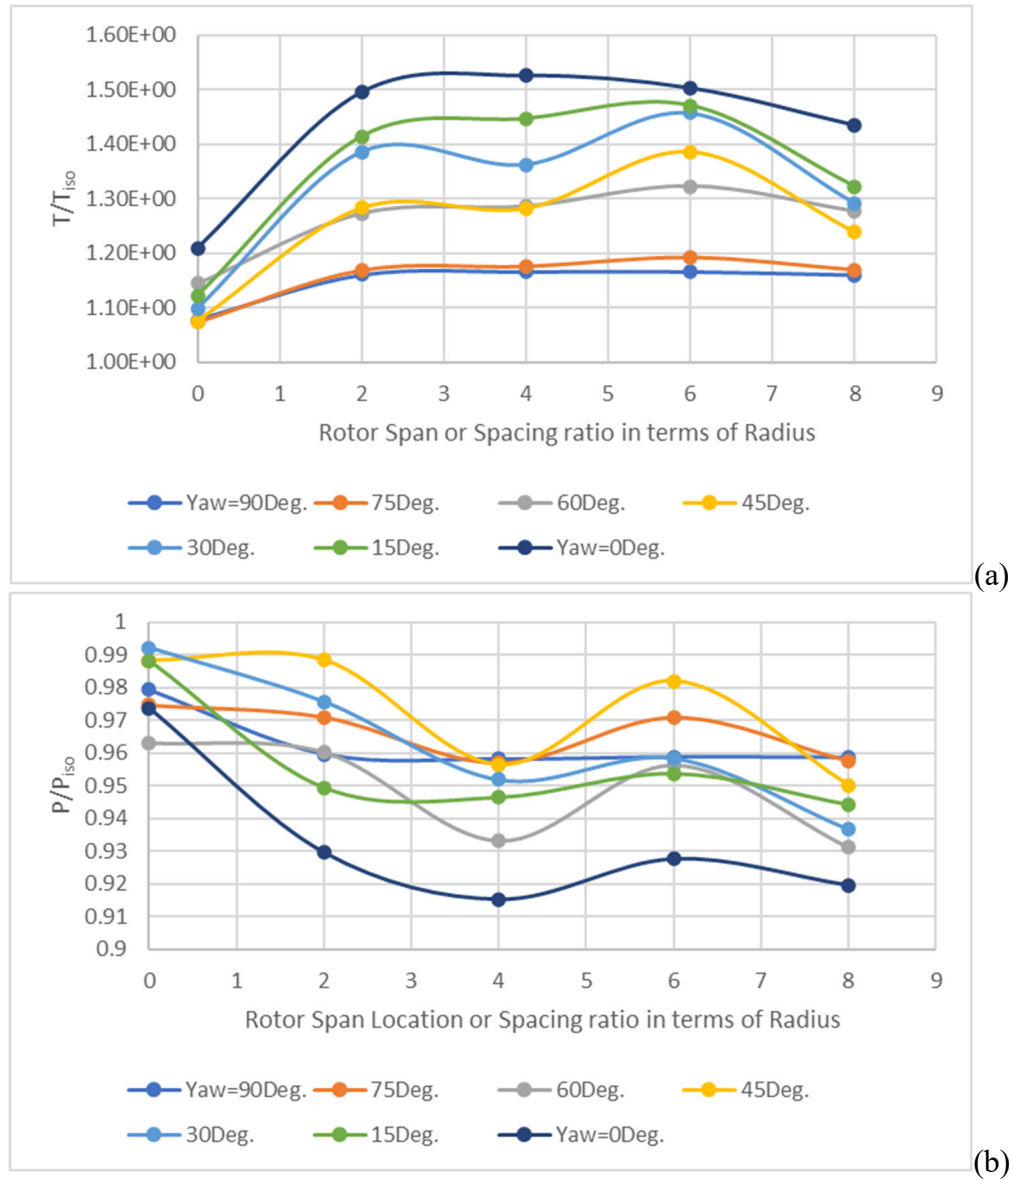 1.60E+00
1.50E+00
1.40E+00
1.30E+00
1.20E+00
1.10E+00
1.00E+00
T/Tiso
0 1 2 3 4 5 6 7 8 9
Rotor Span or Spacing ratio in terms of Radius
Yaw=90Deg. 75Deg. 60Deg. 45Deg.
30Deg. 15Deg. Yaw=0Deg.
(a)
1
0.99
0.98
0.97
0.96
0.95
0.94
0.93
0.92
0.91
0.9
P/Piso
0 1 2 3 4 5 6 7 8 9
Rotor Span Location or Spacing ratio in terms of Radius
Yaw=90Deg. 75Deg. 60Deg. 45Deg.
30Deg. 15Deg. Yaw=0Deg.
(b)